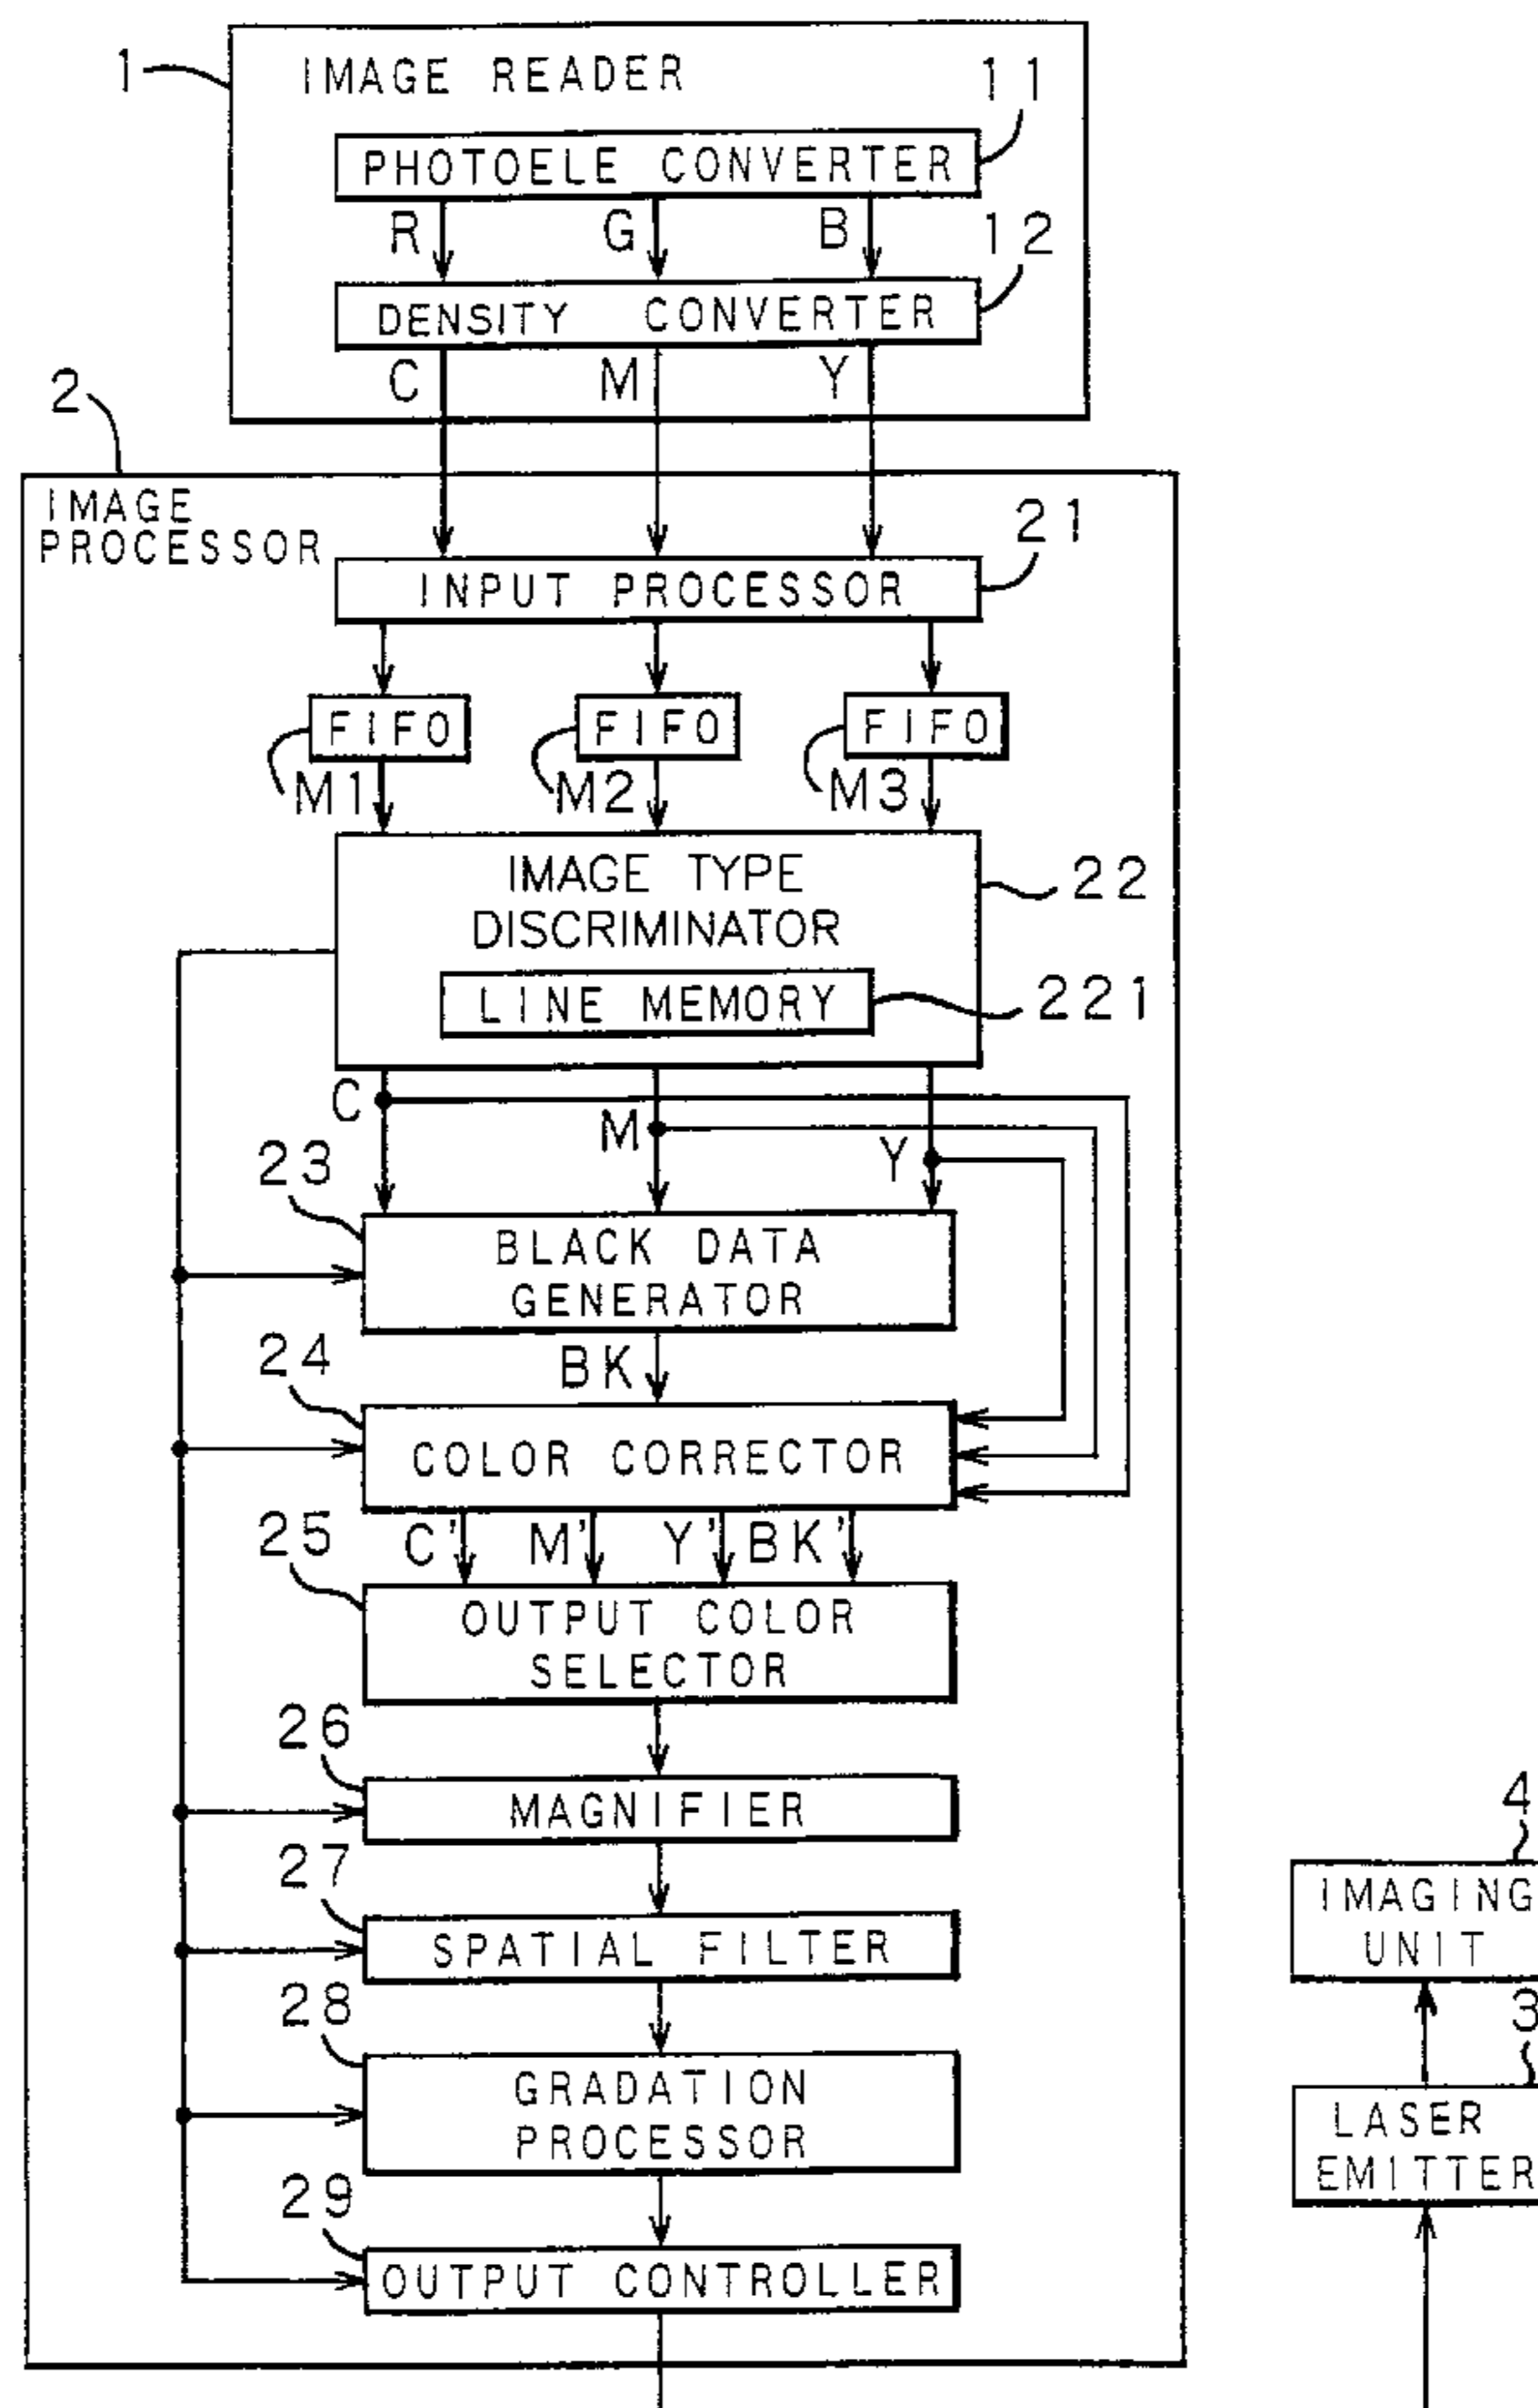 1
IMAGE READER
11
PHOTOELE CONVERTER
R G B
12
DENSITY CONVERTER
C M Y
2
IMAGE
PROCESSOR
21
INPUT PROCESSOR
FIFO FIFO FIFO
M1 M2 M3
IMAGE TYPE
DISCRIMINATOR
22
LINE MEMORY
221
C
M
Y
23
BLACK DATA
GENERATOR
BK
24
COLOR CORRECTOR
C' M' Y' BK'
25
OUTPUT COLOR
SELECTOR
26
MAGNIFIER
27
SPATIAL FILTER
28
GRADATION
PROCESSOR
29
OUTPUT CONTROLLER
4
IMAGING
UNIT
3
LASER
EMITTER